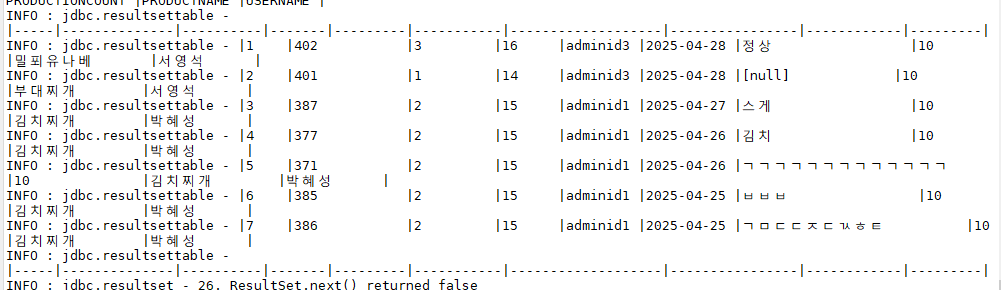 PRODUCTIONCOUNT |PRODUCTNAME |USERNAME |
INFO : jdbc.resultsettable -
|-----|----------|-------|-----|--------|---------------|-----------|----------|--------|
INFO : jdbc.resultsettable - |1 |402 |3 |16 |adminid3 |2025-04-28 |정상 |10
|밀푀유나베 |서영석 |
INFO : jdbc.resultsettable - |2 |401 |1 |14 |adminid3 |2025-04-28 |[null] |10
|부대찌개 |서영석 |
INFO : jdbc.resultsettable - |3 |387 |2 |15 |adminid1 |2025-04-27 |스게 |10
|김치찌개 |박혜성 |
INFO : jdbc.resultsettable - |4 |377 |2 |15 |adminid1 |2025-04-26 |김치 |10
|김치찌개 |박혜성 |
INFO : jdbc.resultsettable - |5 |371 |2 |15 |adminid1 |2025-04-26 |ㄱㄱㄱㄱㄱㄱㄱㄱㄱㄱㄱㄱㄱ
|10 |김치찌개 |박혜성 |
INFO : jdbc.resultsettable - |6 |385 |2 |15 |adminid1 |2025-04-25 |ㅂㅂㅂ |10
|김치찌개 |박혜성 |
INFO : jdbc.resultsettable - |7 |386 |2 |15 |adminid1 |2025-04-25 |ㄱㅁㄷㄷㅈㄷㄳㅎㅌ |10
|김치찌개 |박혜성 |
INFO : jdbc.resultsettable -
|-----|----------|-------|-----|--------|---------------|-----------|----------|--------|
INFO : jdbc.resultset - 26. ResultSet.next() returned false